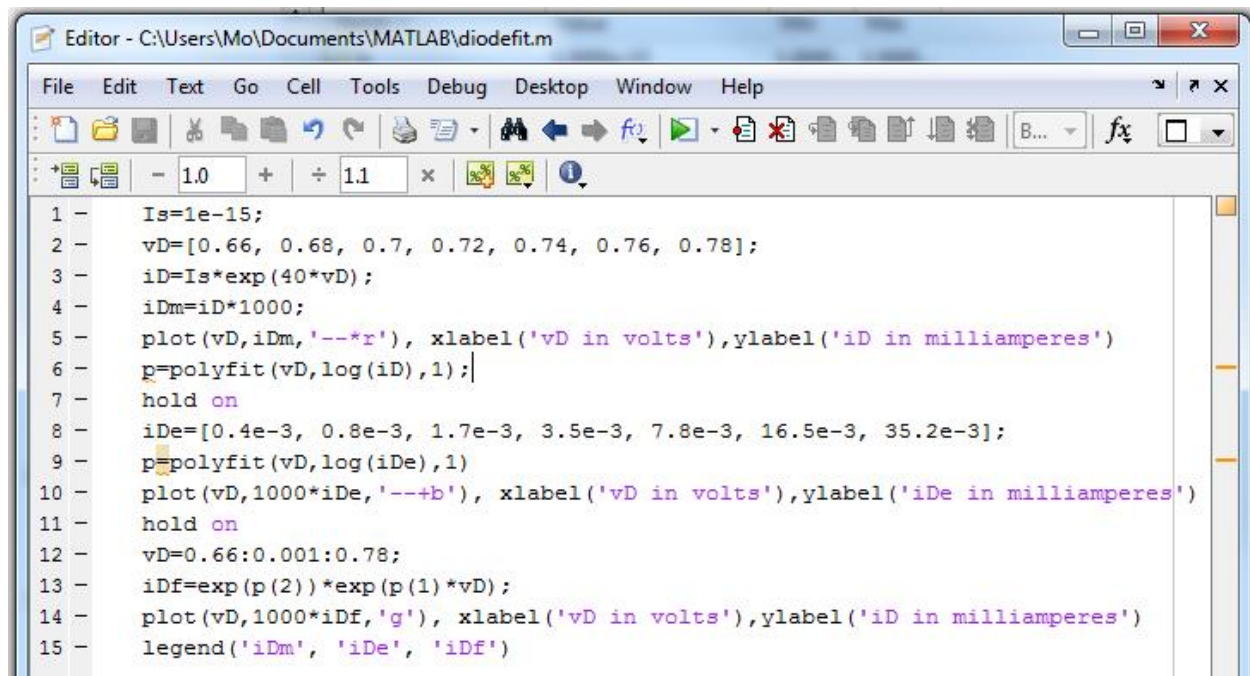 Editor - C:\Users\Mo\Documents\MATLAB\diodefit.m
File Edit Text Go Cell Tools Debug Desktop Window Help
B... fx
- 1.0 + ÷ 1.1 ×
1 - Is=1e-15;
2 - vD=[0.66, 0.68, 0.7, 0.72, 0.74, 0.76, 0.78];
3 - iD=Is*exp(40*vD);
4 - iDm=iD*1000;
5 - plot(vD,iDm,'--*r'), xlabel('vD in volts'),ylabel('iD in milliamperes')
6 - p=polyfit(vD,log(iD),1);
7 - hold on
8 - iDe=[0.4e-3, 0.8e-3, 1.7e-3, 3.5e-3, 7.8e-3, 16.5e-3, 35.2e-3];
9 - p=polyfit(vD,log(iDe),1)
10 - plot(vD,1000*iDe,'--+b'), xlabel('vD in volts'),ylabel('iDe in milliamperes')
11 - hold on
12 - vD=0.66:0.001:0.78;
13 - iDf=exp(p(2))*exp(p(1)*vD);
14 - plot(vD,1000*iDf,'g'), xlabel('vD in volts'),ylabel('iD in milliamperes')
15 - legend('iDm', 'iDe', 'iDf')